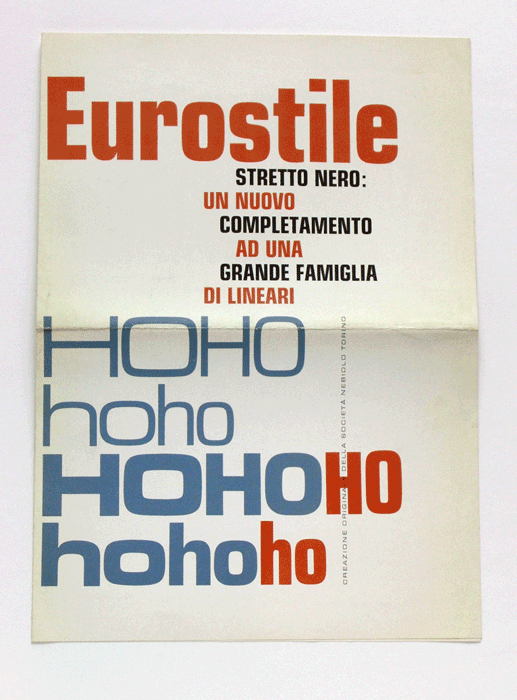 Eurostile
STRETTO NERO:
UN NUOVO
COMPLETAMENTO
AD UNA
GRANDE FAMIGLIA
DI LINEARI
HOHO
hoho
HOHOHO
hohoho
CREAZIONE ORIGINALE DELLA SOCIETÀ NEBIOLO TORINO